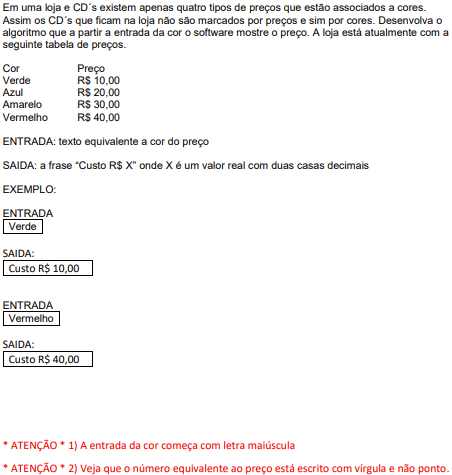 Em uma loja e CD´s existem apenas quatro tipos de preços que estão associados a cores.
Assim os CD´s que ficam na loja não são marcados por preços e sim por cores. Desenvolva o
algoritmo que a partir a entrada da cor o software mostre o preço. A loja está atualmente com a
seguinte tabela de preços.
Cor Preço
Verde R$ 10,00
Azul R$ 20,00
Amarelo R$ 30,00
Vermelho R$ 40,00
ENTRADA: texto equivalente a cor do preço
SAIDA: a frase “Custo R$ X” onde X é um valor real com duas casas decimais
EXEMPLO:
ENTRADA
Verde
SAIDA:
Custo R$ 10,00
ENTRADA
Vermelho
SAIDA:
Custo R$ 40,00
* ATENÇÃO * 1) A entrada da cor começa com letra maiúscula
* ATENÇÃO * 2) Veja que o número equivalente ao preço está escrito com vírgula e não ponto.